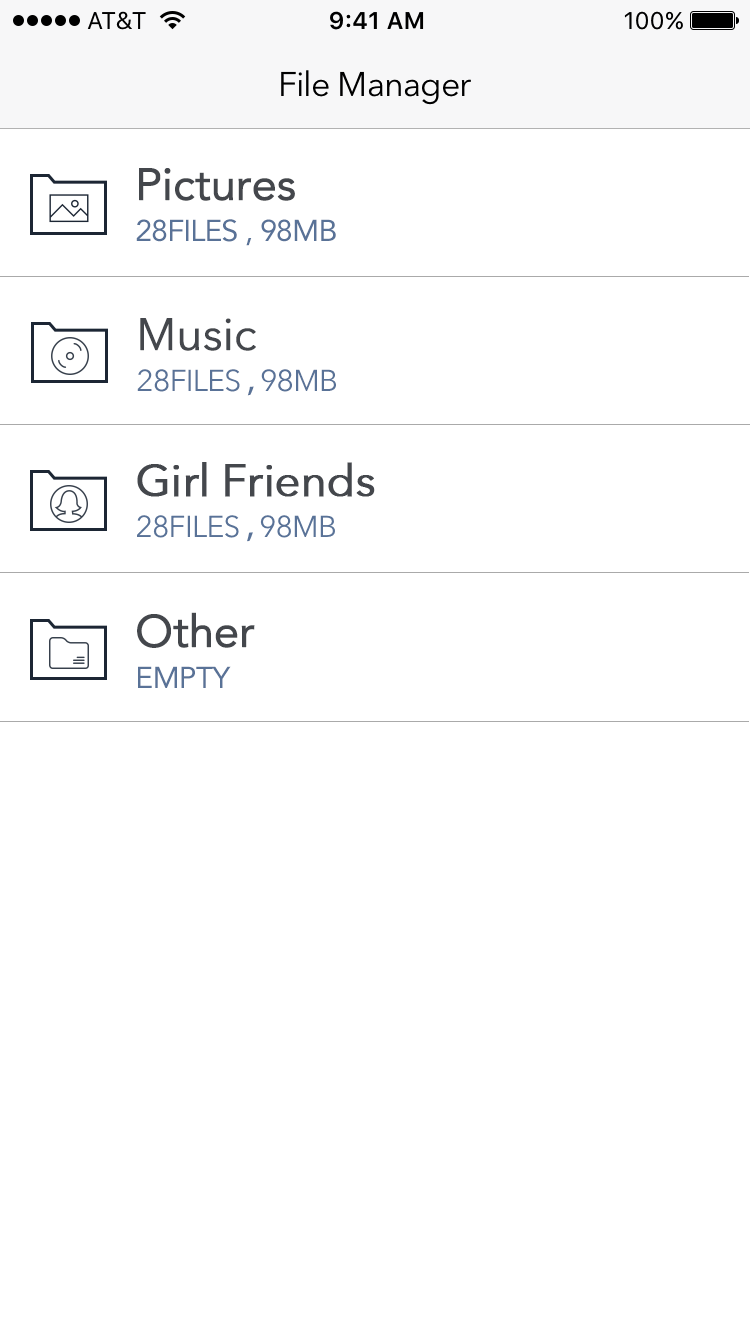 AT&T 9:41 AM 100%
File Manager
Pictures
28FILES , 98MB
Music
28FILES , 98MB
Girl Friends
28FILES , 98MB
Other
EMPTY